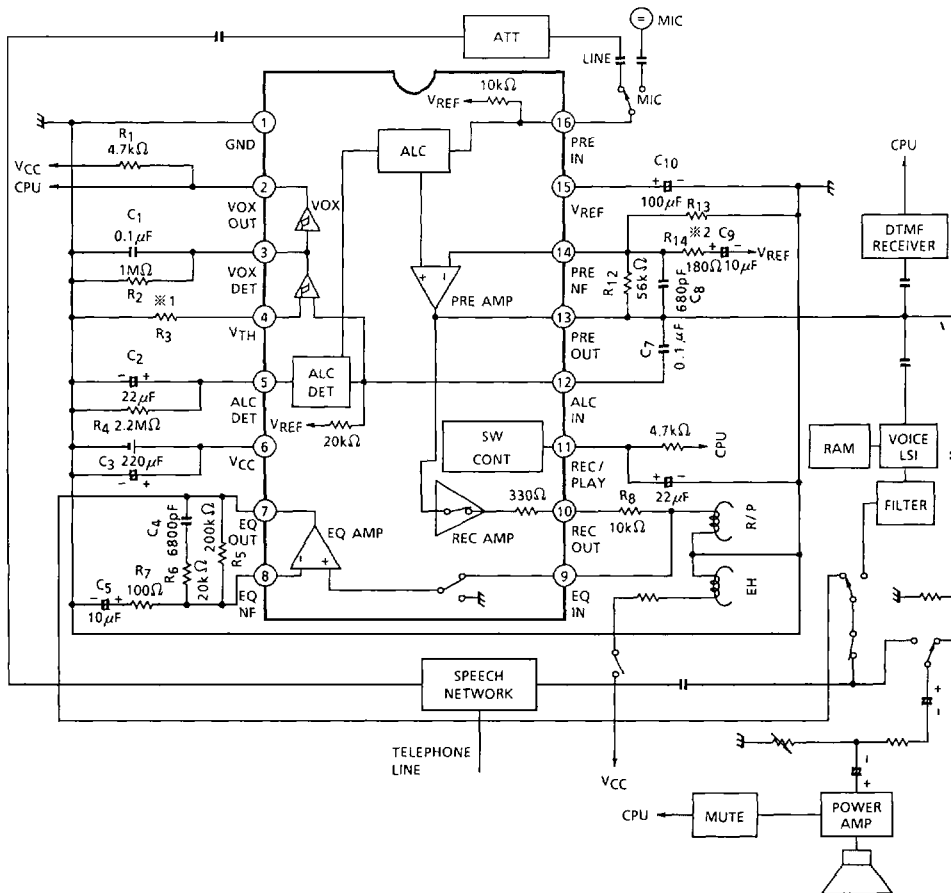 MIC
ATT
LINE
MIC
10kΩ
VREF
1
GND
16
PRE
IN
ALC
R1
4.7kΩ
VCC
CPU
2
VOX
OUT
VOX
15
VREF
C10
+ -
100μF
R13
※2
CPU
DTMF
RECEIVER
C1
0.1μF
1MΩ
R2
3
VOX
DET
14
PRE
NF
R12
56kΩ
680pF
C8
R14
180Ω
+ C9 -
10μF
VREF
+ -
PRE AMP
※1
R3
4
VTH
13
PRE
OUT
C7
0.1μF
C2
- +
22μF
R4 2.2MΩ
5
ALC
DET
ALC
DET
12
ALC
IN
VREF
20kΩ
C3
220μF
- +
6
VCC
SW
CONT
11
REC/
PLAY
4.7kΩ
CPU
22μF
RAM
VOICE
LSI
FILTER
C4
6800pF
R6
20kΩ
200kΩ
R5
7
EQ
OUT
EQ AMP
- +
REC AMP
330Ω
10
REC
OUT
R8
10kΩ
R/P
8
EQ
NF
C5
- +
10μF
R7
100Ω
9
EQ
IN
EH
SPEECH
NETWORK
TELEPHONE
LINE
VCC
+
-
-
+
CPU
MUTE
POWER
AMP